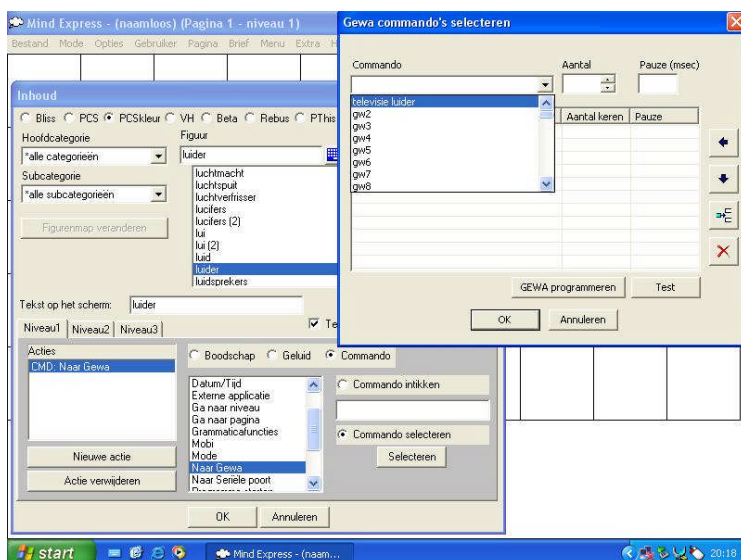 Mind Express - (naamloos) (Pagina 1 - niveau 1)
Bestand Mode Opties Gebruiker Pagina Brief Menu Extra
Inhoud
Bliss PCS PCSkleur VH Beta Rebus PThis
Hoofdcategorie
*alle categorieën
Subcategorie
*alle subcategorieën
Figurenmap veranderen
Figuur
luider
luchtmacht
luchtspuit
luchtverfrisser
lucifers
lucifers (2)
lui
lui (2)
luid
luider
luidsprekers
Tekst op het scherm: luider
Niveau1 Niveau2 Niveau3
Acties
CMD: Naar Gewa
Nieuwe actie
Actie verwijderen
Boodschap Geluid Commando
Datum/Tijd
Externe applicatie
Ga naar niveau
Ga naar pagina
Grammaticafuncties
Mobi
Mode
Naar Gewa
Naar Seriële poort
Programma starten
Commando intikken
Commando selecteren
Selecteren
OK Annuleren
Gewa commando's selecteren
Commando Aantal Pauze (msec)
televisie luider
gw2
gw3
gw4
gw5
gw6
gw7
gw8
Aantal keren Pauze
GEWA programmeren Test
OK Annuleren
start Mind Express - (naam... 20:18